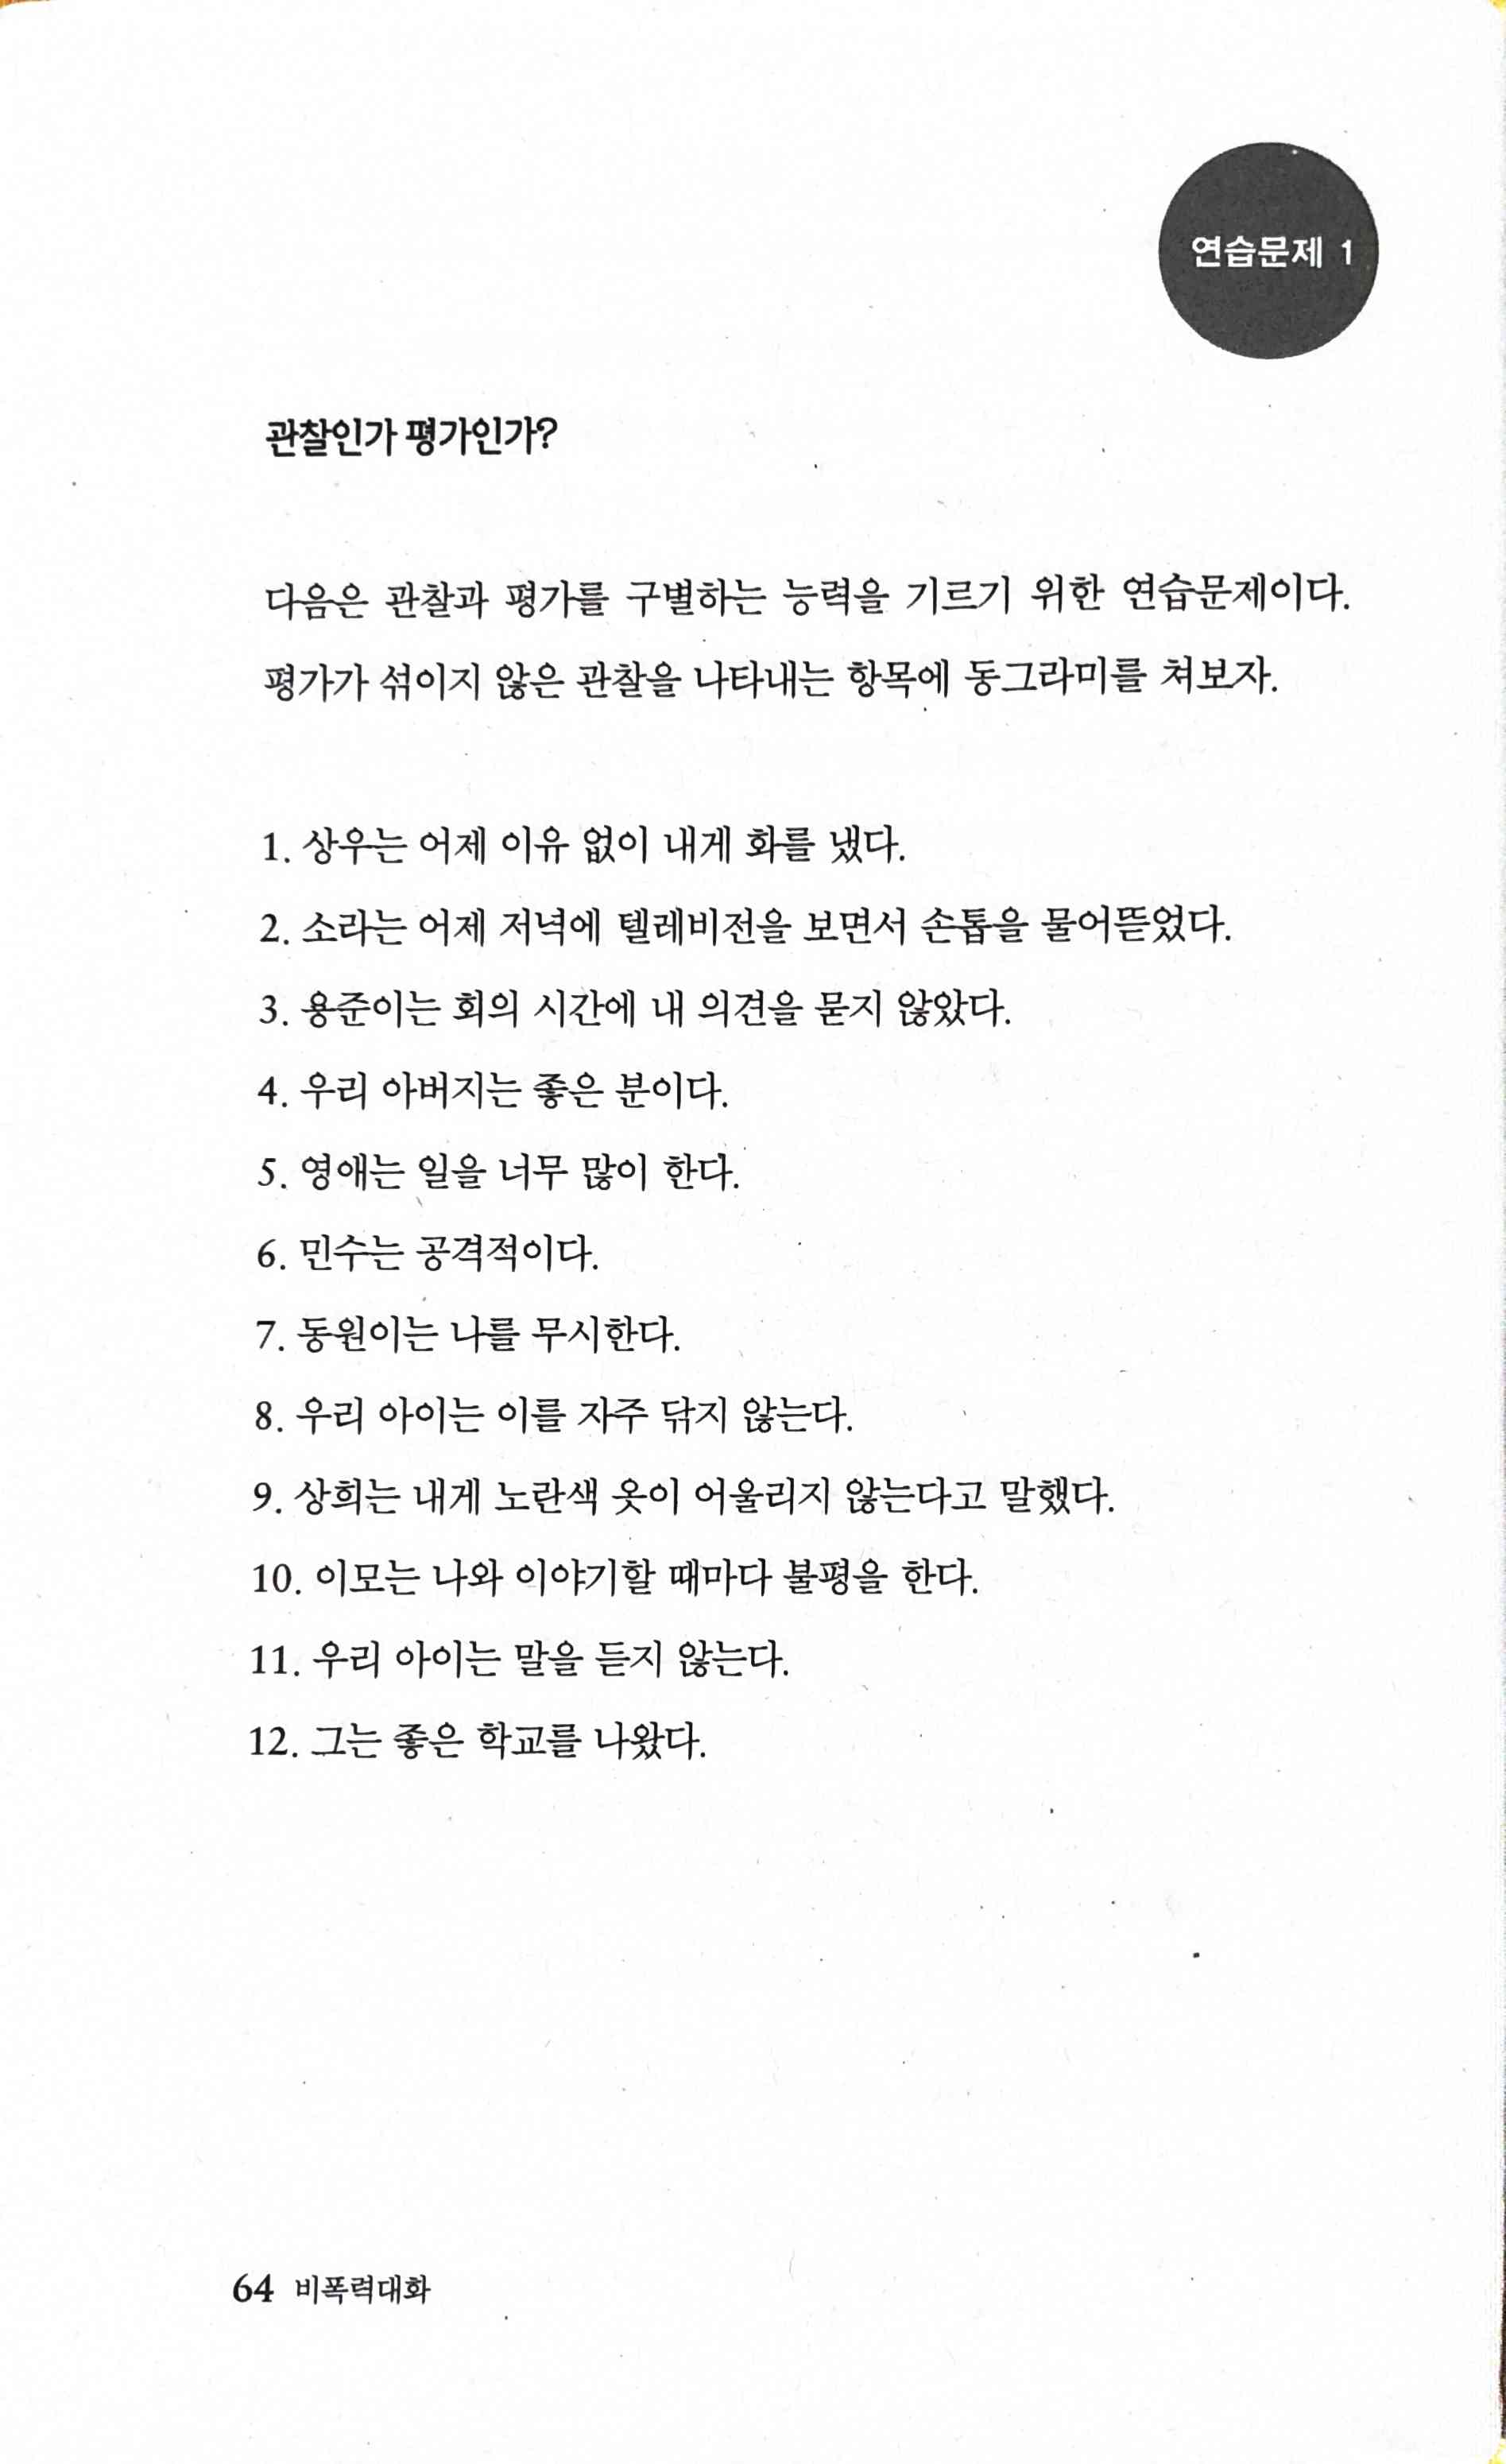 연습문제 1
관찰인가 평가인가?
다음은 관찰과 평가를 구별하는 능력을 기르기 위한 연습문제이다.
평가가 섞이지 않은 관찰을 나타내는 항목에 동그라미를 쳐보자.
1. 상우는 어제 이유 없이 내게 화를 냈다.
2. 소라는 어제 저녁에 텔레비전을 보면서 손톱을 물어뜯었다.
3. 용준이는 회의 시간에 내 의견을 묻지 않았다.
4. 우리 아버지는 좋은 분이다.
5. 영애는 일을 너무 많이 한다.
6. 민수는 공격적이다.
7. 동원이는 나를 무시한다.
8. 우리 아이는 이를 자주 닦지 않는다.
9. 상희는 내게 노란색 옷이 어울리지 않는다고 말했다.
10. 이모는 나와 이야기할 때마다 불평을 한다.
11. 우리 아이는 말을 듣지 않는다.
12. 그는 좋은 학교를 나왔다.
64 비폭력대화